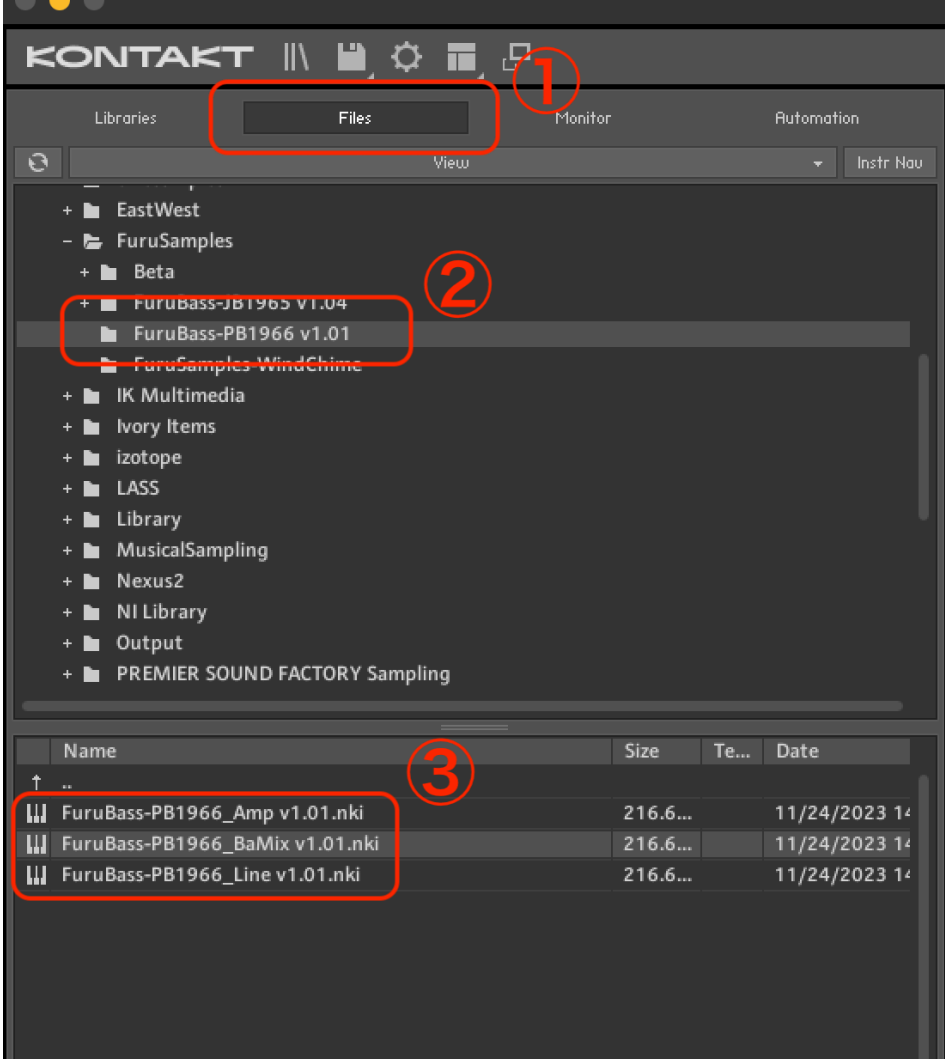 KONTAKT
①
Libraries Files Monitor Automation
View Instr Nav
+ EastWest
− FuruSamples
+ Beta
②
+ FuruBass-JB1965 v1.04
FuruBass-PB1966 v1.01
FuruSamples-WindChime
+ IK Multimedia
+ Ivory Items
+ izotope
+ LASS
+ Library
+ MusicalSampling
+ Nexus2
+ NI Library
+ Output
+ PREMIER SOUND FACTORY Sampling
Name Size Te... Date
③
↑ ..
FuruBass-PB1966_Amp v1.01.nki 216.6... 11/24/2023 14
FuruBass-PB1966_BaMix v1.01.nki 216.6... 11/24/2023 14
FuruBass-PB1966_Line v1.01.nki 216.6... 11/24/2023 14